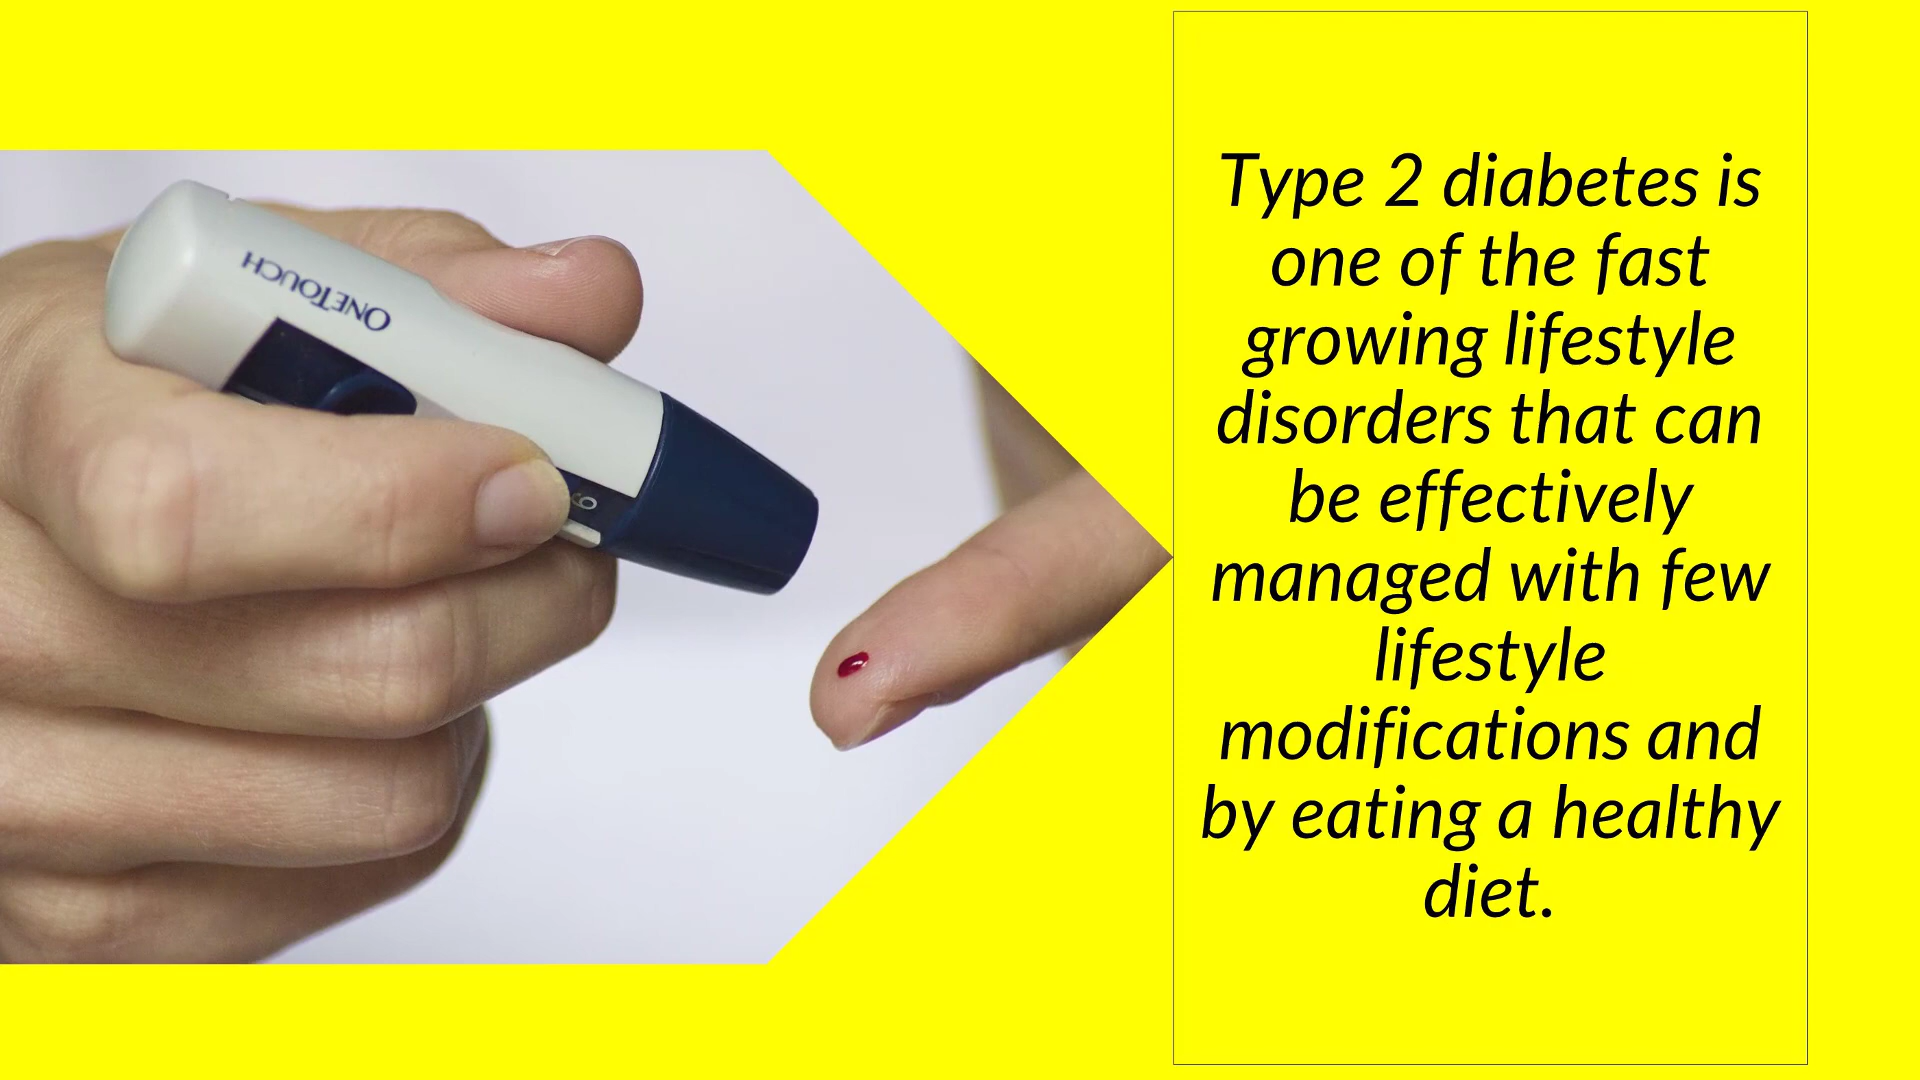 ONETOUCH
6
Type 2 diabetes is
one of the fast
growing lifestyle
disorders that can
be effectively
managed with few
lifestyle
modifications and
by eating a healthy
diet.